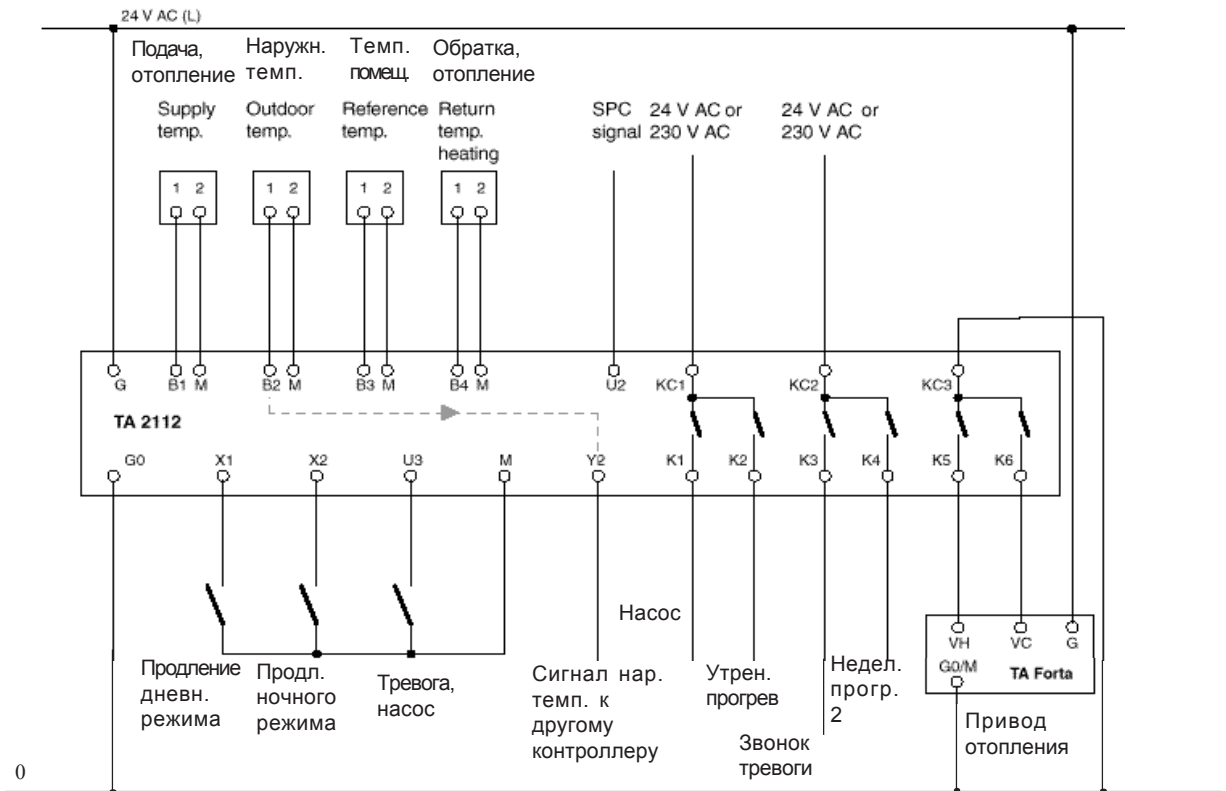 24 V AC (L)
Подача,
отопление
Наружн.
темп.
Темп.
помещ.
Обратка,
отопление
Supply
temp.
Outdoor
temp.
Reference
temp.
Return
temp.
heating
SPC
signal
24 V AC or
230 V AC
24 V AC or
230 V AC
1 2
1 2
1 2
1 2
G
B1 M
B2 M
B3 M
B4 M
U2
KC1
KC2
KC3
TA 2112
G0
X1
X2
U3
M
Y2
K1
K2
K3
K4
K5
K6
Насос
VH
VC
G
G0/M
TA Forta
Продление
дневн.
режима
Продл.
ночного
режима
Тревога,
насос
Сигнал нар.
темп. к
другому
контроллеру
Утрен.
прогрев
Звонок
тревоги
Недел.
прогр.
2
Привод
отопления
0